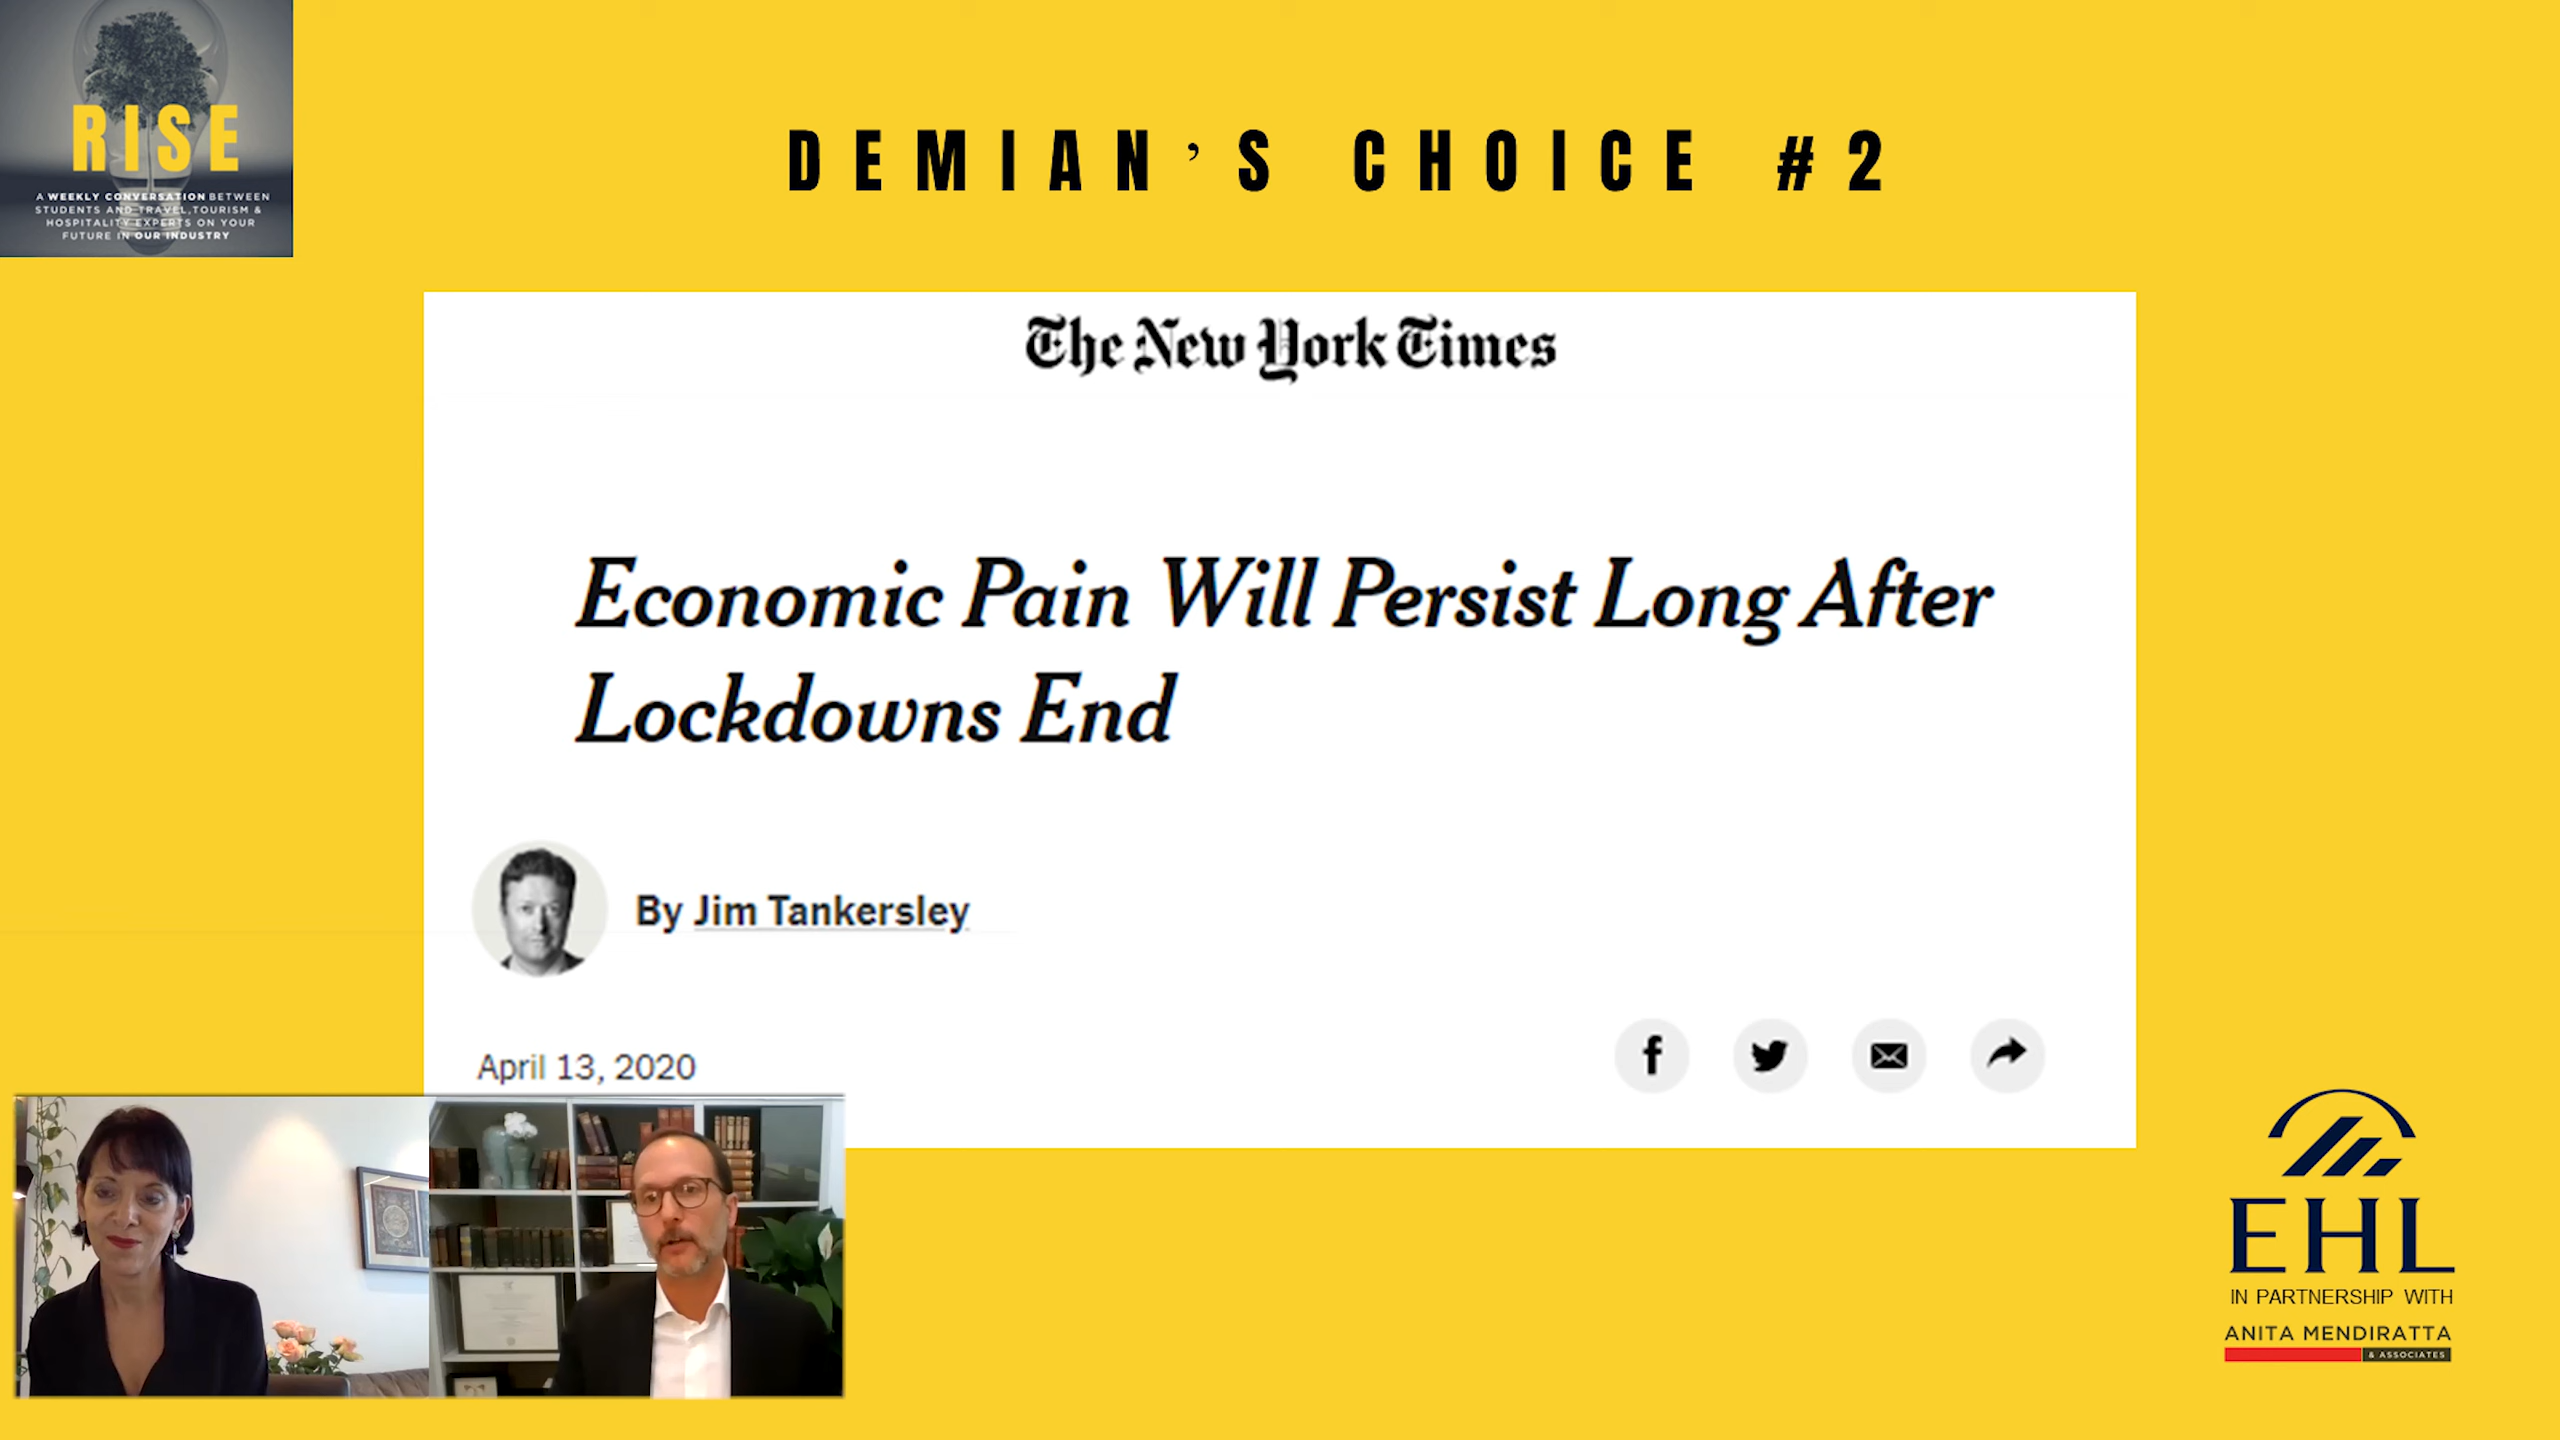 RISE
A WEEKLY CONVERSATION BETWEEN
STUDENTS AND TRAVEL,TOURISM &
HOSPITALITY EXPERTS ON YOUR
FUTURE IN OUR INDUSTRY
DEMIAN’S CHOICE #2
The New York Times
Economic Pain Will Persist Long After
Lockdowns End
By Jim Tankersley
April 13, 2020
EHL
IN PARTNERSHIP WITH
ANITA MENDIRATTA
& ASSOCIATES